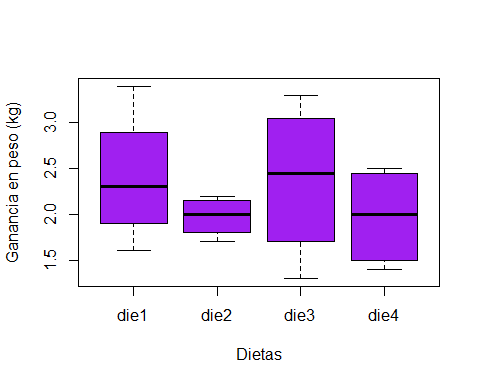 Ganancia en peso (kg)
3.0
2.5
2.0
1.5
die1 die2 die3 die4
Dietas